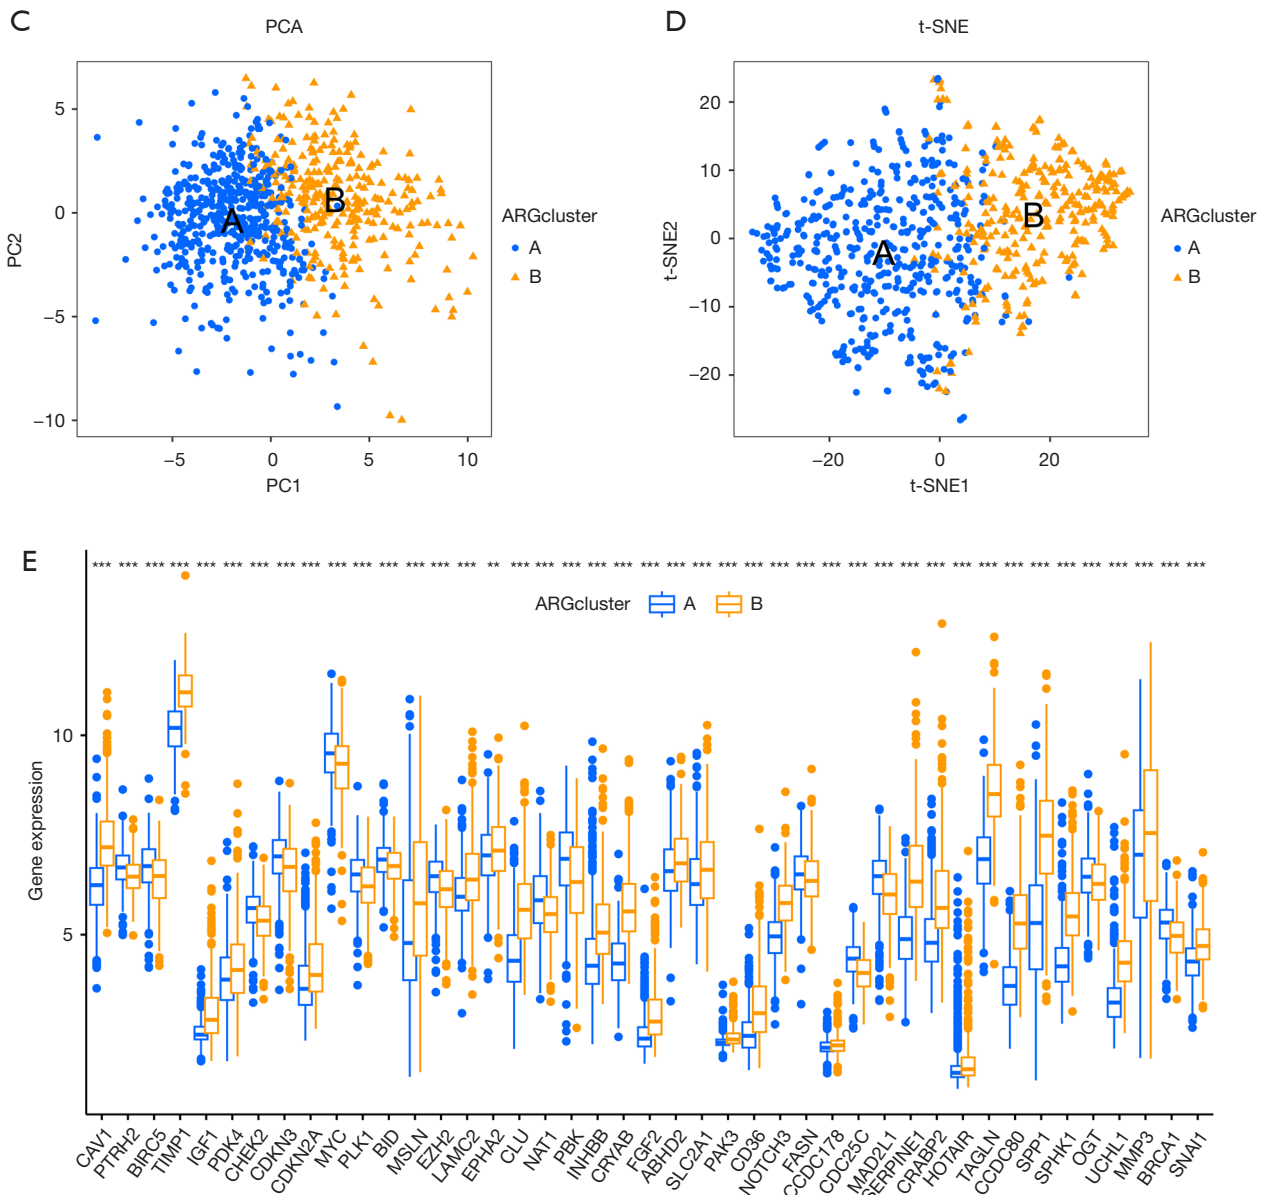 C
PCA
5
0
−5
−10
PC2
−5
0
5
10
PC1
A
B
ARGcluster
A
B
D
t-SNE
20
10
0
−10
−20
t-SNE2
−20
0
20
t-SNE1
A
B
ARGcluster
A
B
E
*** *** *** *** *** *** *** *** *** *** *** *** *** *** *** ** *** *** *** *** *** *** *** *** *** *** *** *** *** *** *** *** *** *** *** *** *** *** *** *** *** *** ***
ARGcluster A B
10
5
Gene expression
CAV1
PTRH2
BIRC5
TIMP1
IGF1
PDK4
CHEK2
CDKN3
CDKN2A
MYC
PLK1
BID
MSLN
EZH2
LAMC2
EPHA2
CLU
NAT1
PBK
INHBB
CRYAB
FGF2
ABHD2
SLC2A1
PAK3
CD36
NOTCH3
FASN
CCDC178
CDC25C
MAD2L1
SERPINE1
CRABP2
HOTAIR
TAGLN
CCDC80
SPP1
SPHK1
OGT
UCHL1
MMP3
BRCA1
SNAI1